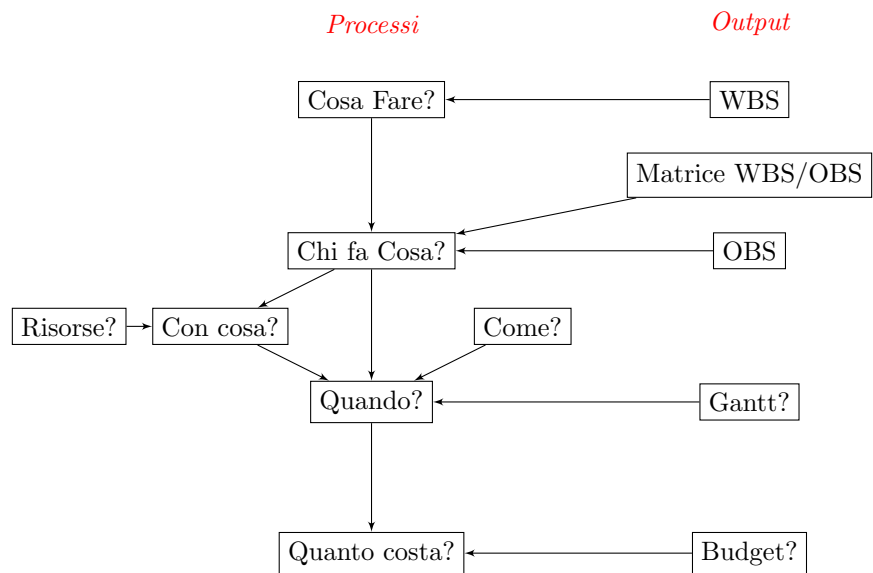 Processi
Output
Cosa Fare?
WBS
Matrice WBS/OBS
Chi fa Cosa?
OBS
Risorse?
Con cosa?
Come?
Quando?
Gantt?
Quanto costa?
Budget?